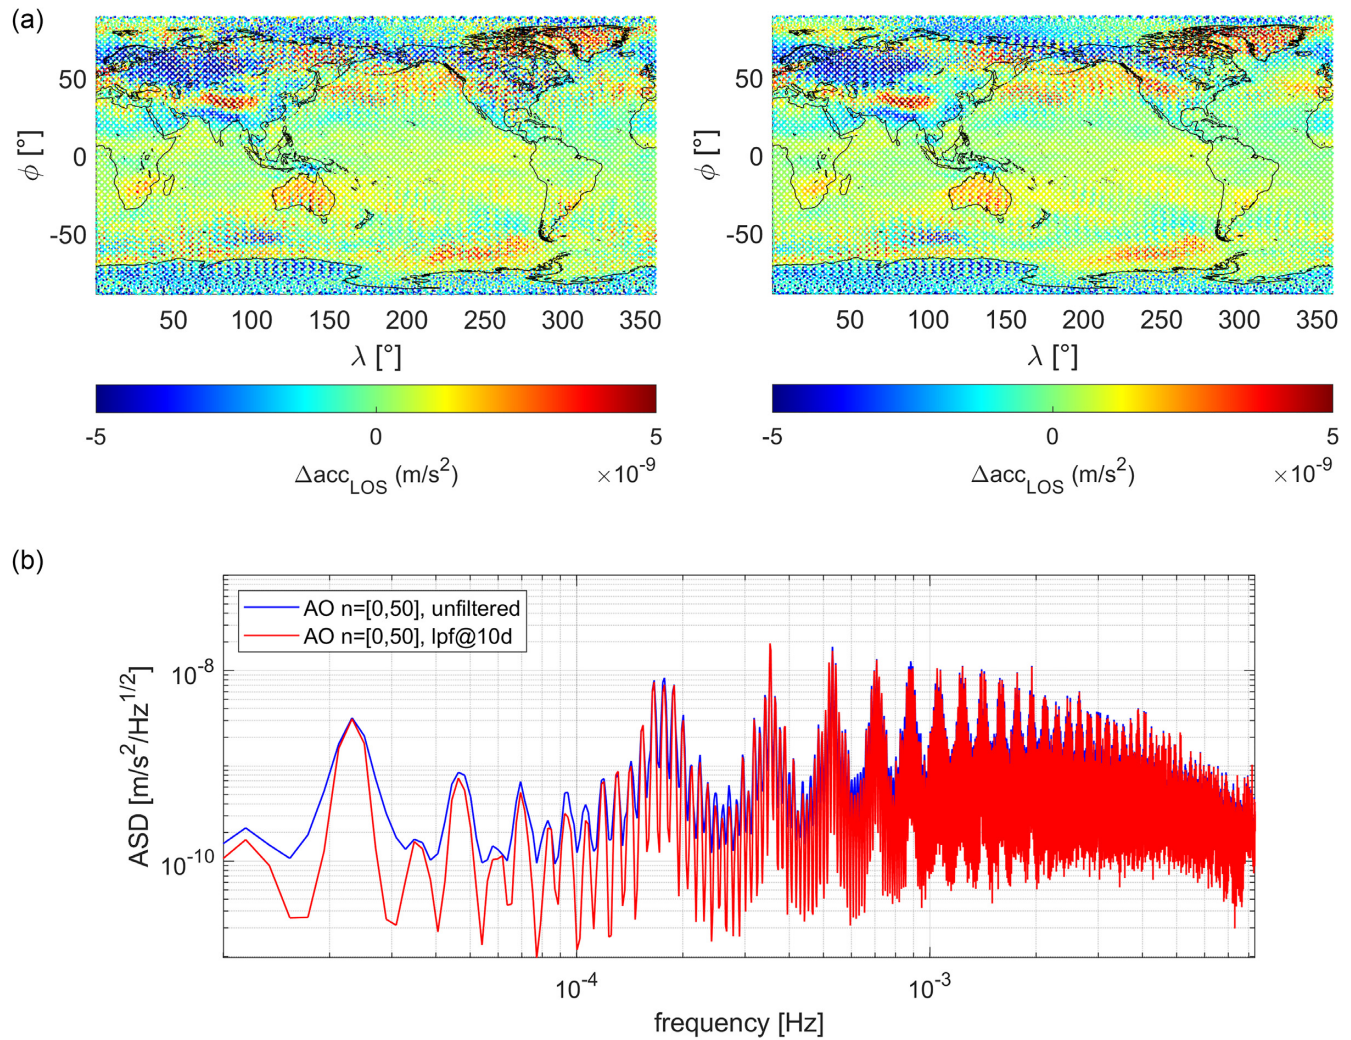 (a)
50
0
-50
ϕ [°]
50 100 150 200 250 300 350
λ [°]
-5 0 5
Δacc_LOS (m/s²) ×10⁻⁹
50
0
-50
ϕ [°]
50 100 150 200 250 300 350
λ [°]
-5 0 5
Δacc_LOS (m/s²) ×10⁻⁹
(b)
AO n=[0,50], unfiltered
AO n=[0,50], lpf@10d
10⁻⁸
10⁻¹⁰
ASD [m/s²/Hz^1/2]
10⁻⁴ 10⁻³
frequency [Hz]